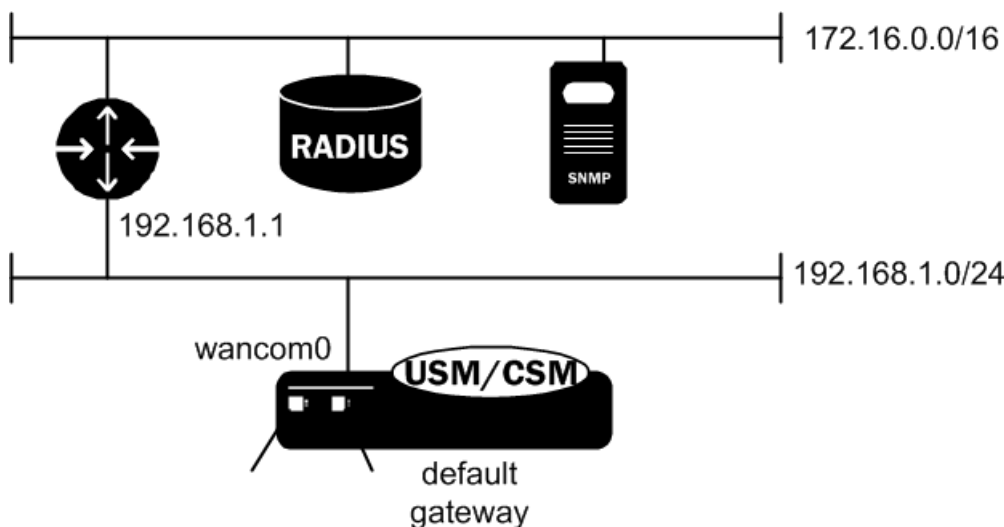 172.16.0.0/16
RADIUS
SNMP
192.168.1.1
192.168.1.0/24
wancom0
USM/CSM
default
gateway